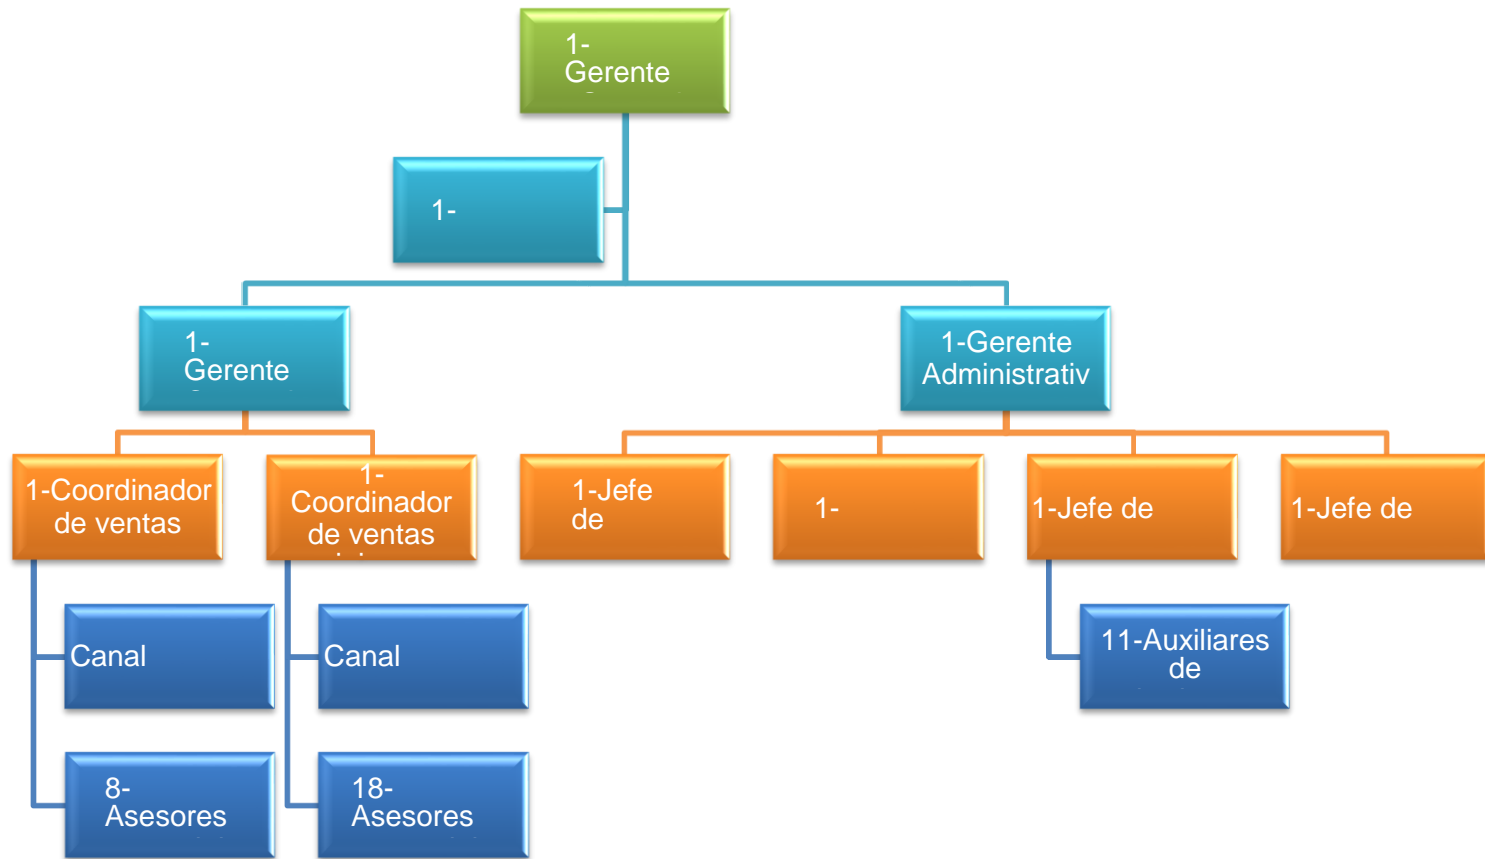 1-
Gerente
1-
1-
Gerente
1-Gerente
Administrativ
1-Coordinador
de ventas
1-
Coordinador
de ventas
1-Jefe
de
1-
1-Jefe de
1-Jefe de
Canal
Canal
11-Auxiliares
de
8-
Asesores
18-
Asesores